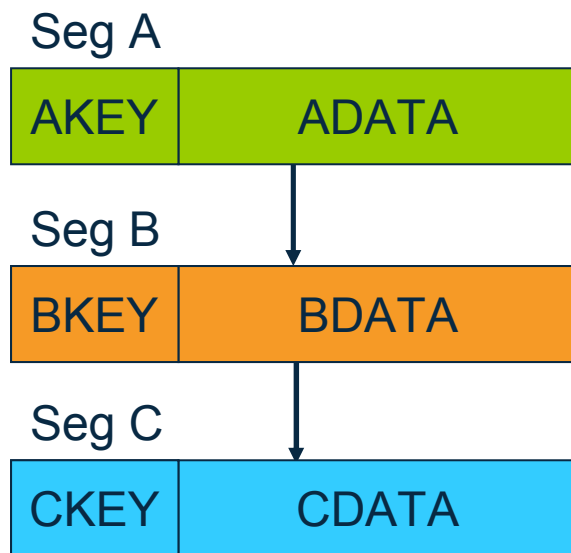 Seg A
AKEY ADATA
Seg B
BKEY BDATA
Seg C
CKEY CDATA